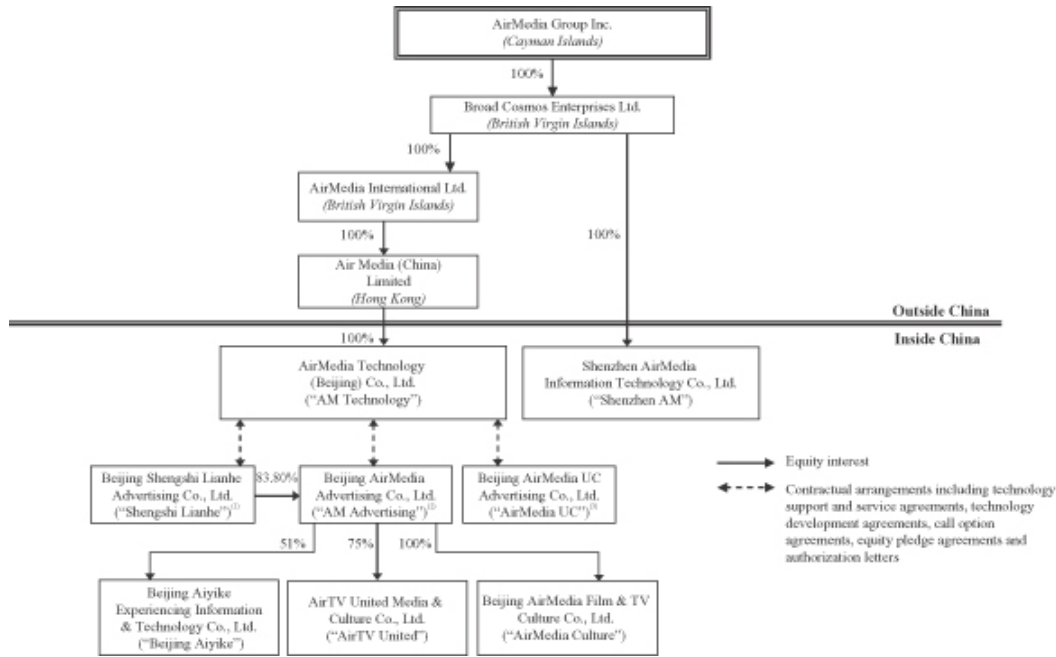 AirMedia Group Inc.
(Cayman Islands)
100%
Broad Cosmos Enterprises Ltd.
(British Virgin Islands)
100%
AirMedia International Ltd.
(British Virgin Islands)
100%
100%
Air Media (China)
Limited
(Hong Kong)
Outside China
Inside China
100%
AirMedia Technology
(Beijing) Co., Ltd.
("AM Technology")
Shenzhen AirMedia
Information Technology Co., Ltd.
("Shenzhen AM")
Beijing Shengshi Lianhe
Advertising Co., Ltd.
("Shengshi Lianhe")
83.80%
Beijing AirMedia
Advertising Co., Ltd.
("AM Advertising")
Beijing AirMedia UC
Advertising Co., Ltd.
("AirMedia UC")
Equity interest
Contractual arrangements including technology
support and service agreements, technology
development agreements, call option
agreements, equity pledge agreements and
authorization letters
51%
75%
100%
Beijing Aiyike
Experiencing Information
& Technology Co., Ltd.
("Beijing Aiyike")
AirTV United Media &
Culture Co., Ltd.
("AirTV United")
Beijing AirMedia Film & TV
Culture Co., Ltd.
("AirMedia Culture")